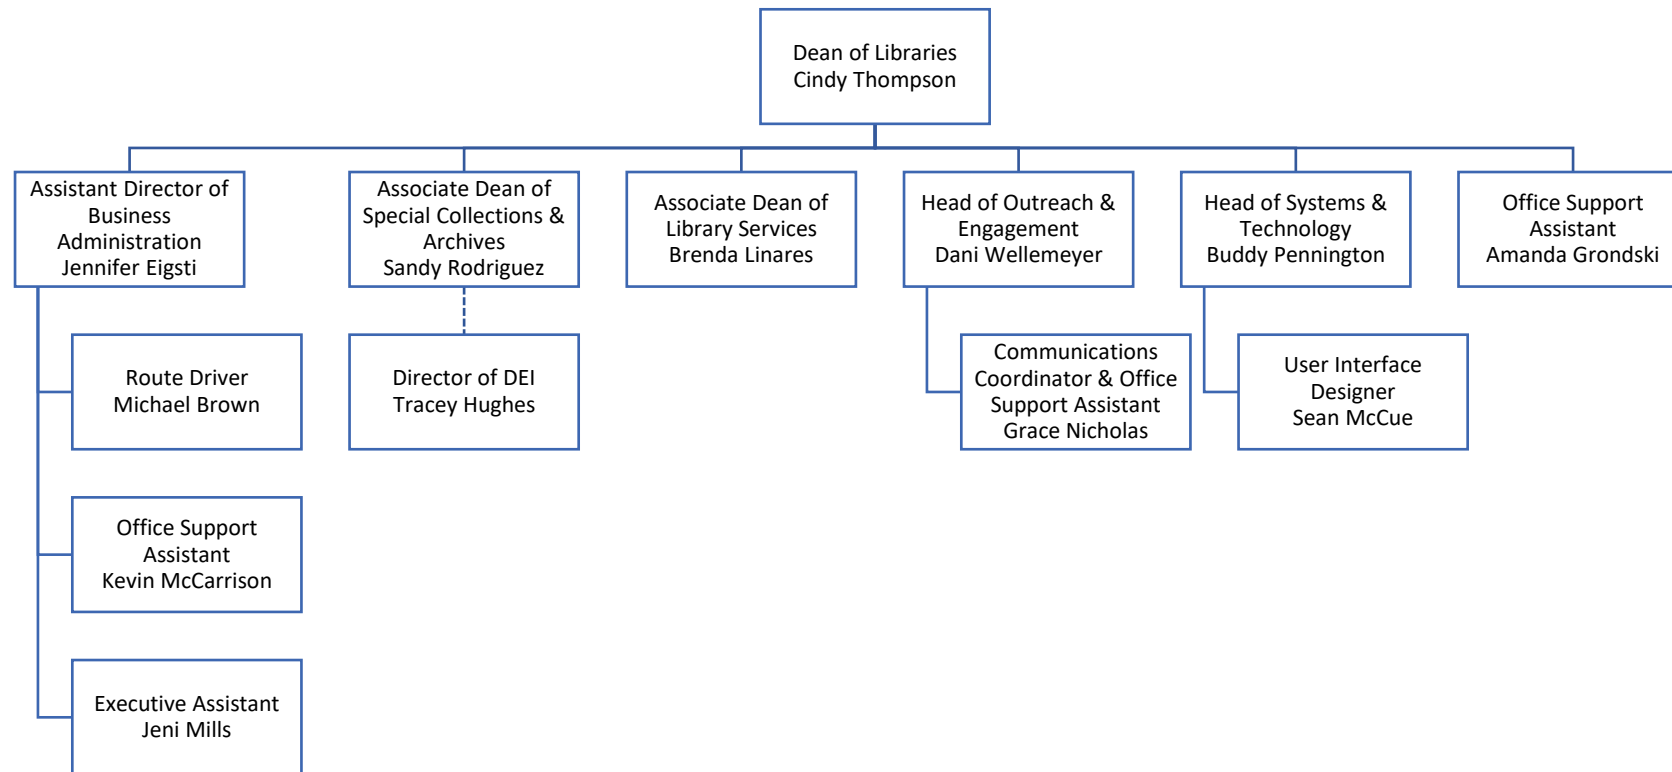 Dean of Libraries
Cindy Thompson
Assistant Director of
Business
Administration
Jennifer Eigsti
Associate Dean of
Special Collections &
Archives
Sandy Rodriguez
Associate Dean of
Library Services
Brenda Linares
Head of Outreach &
Engagement
Dani Wellemeyer
Head of Systems &
Technology
Buddy Pennington
Office Support
Assistant
Amanda Grondski
Route Driver
Michael Brown
Director of DEI
Tracey Hughes
Communications
Coordinator & Office
Support Assistant
Grace Nicholas
User Interface
Designer
Sean McCue
Office Support
Assistant
Kevin McCarrison
Executive Assistant
Jeni Mills